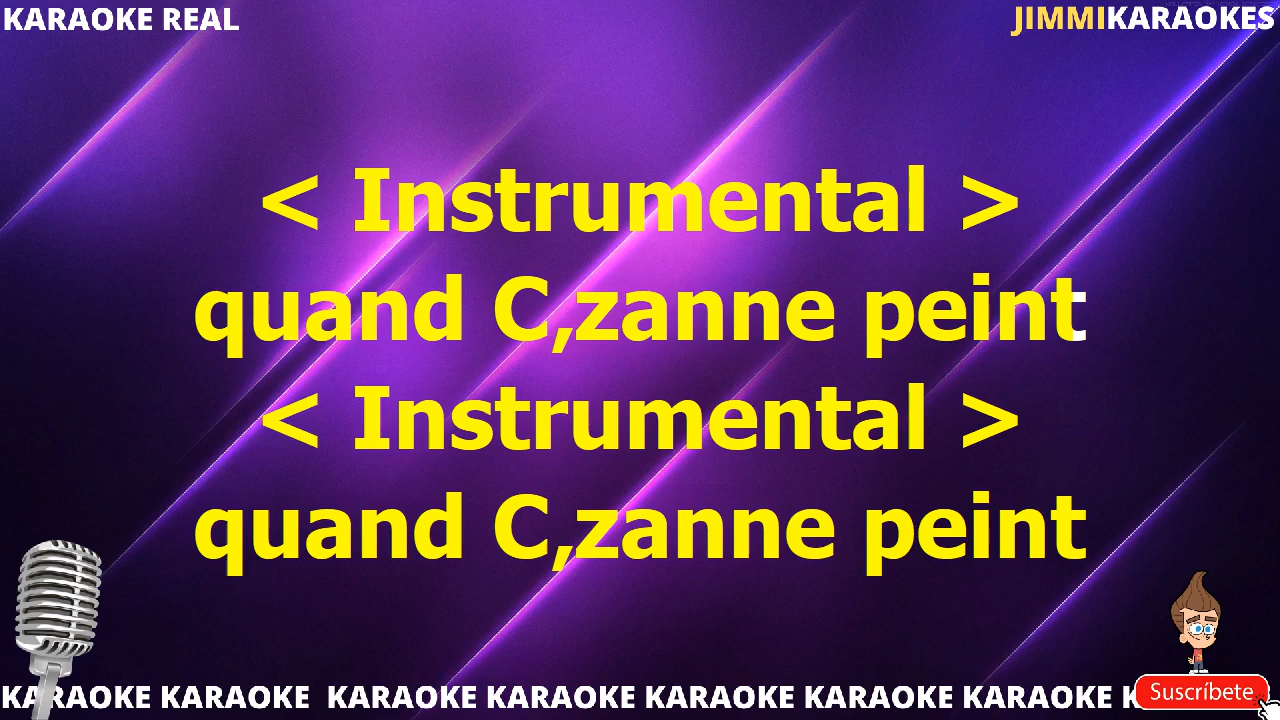 KARAOKE REAL
JIMMIKARAOKES
< Instrumental >
quand C,zanne peint
< Instrumental >
quand C,zanne peint
KARAOKE KARAOKE KARAOKE KARAOKE KARAOKE KARAOKE KARAOKE K
Suscríbete